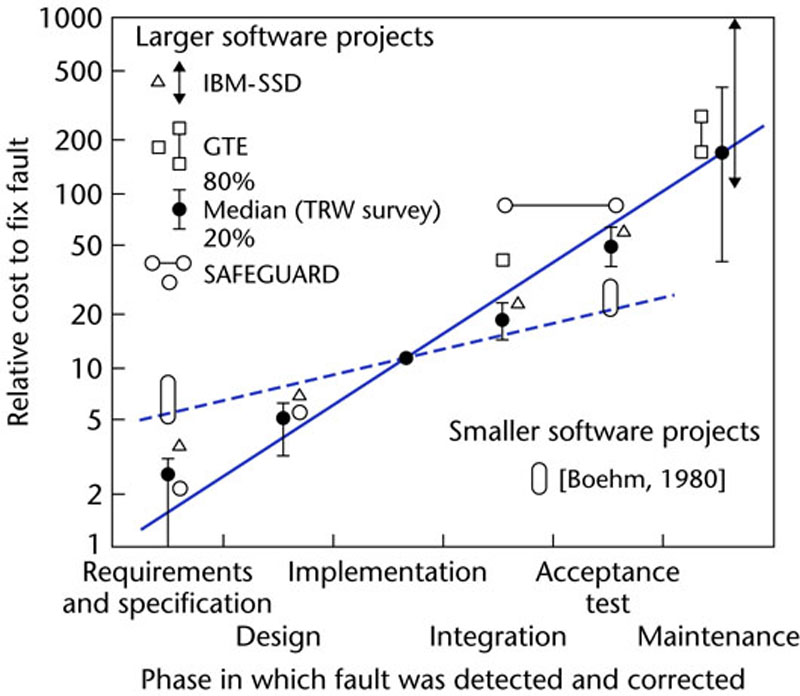 1000
500
200
100
50
20
10
5
2
1
Relative cost to fix fault
Larger software projects
IBM-SSD
GTE
80%
Median (TRW survey)
20%
SAFEGUARD
Smaller software projects
[Boehm, 1980]
Requirements
and specification
Design
Implementation
Integration
Acceptance
test
Maintenance
Phase in which fault was detected and corrected